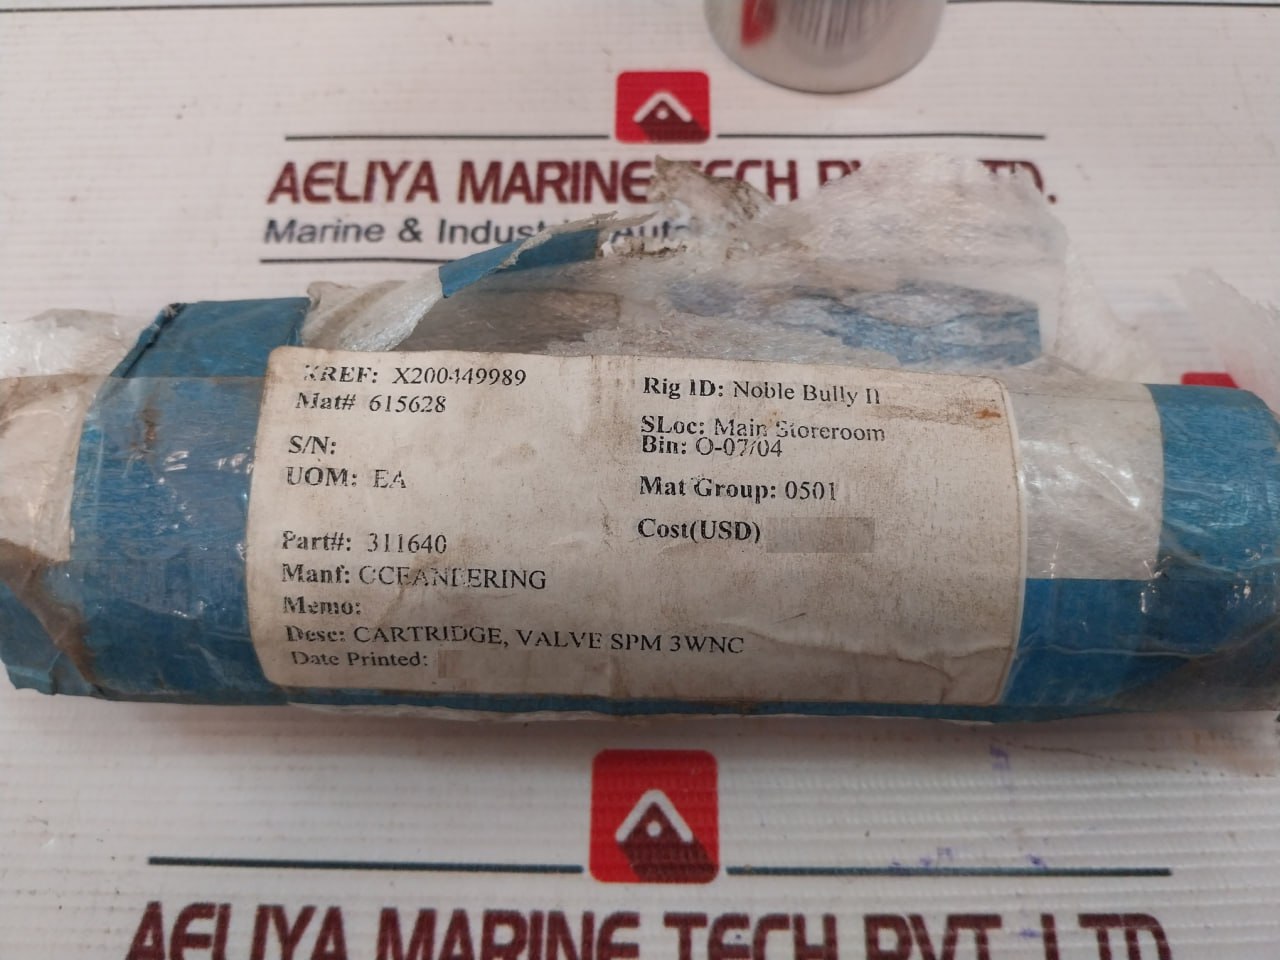 AELIYA MARINE TECH LTD.
Marine &
XREF: X200449989
Mat# 615628
S/N:
UOM: EA
Part#: 311640
Manf: OCEANEERING
Memo:
Desc: CARTRIDGE, VALVE SPM 3WNC
Date Printed:
Rig ID: Noble Bully II
SLoc: Main Storeroom
Bin: O-07/04
Mat Group: 0501
Cost(USD)
AELIYA MARINE TECH PVT. LTD.